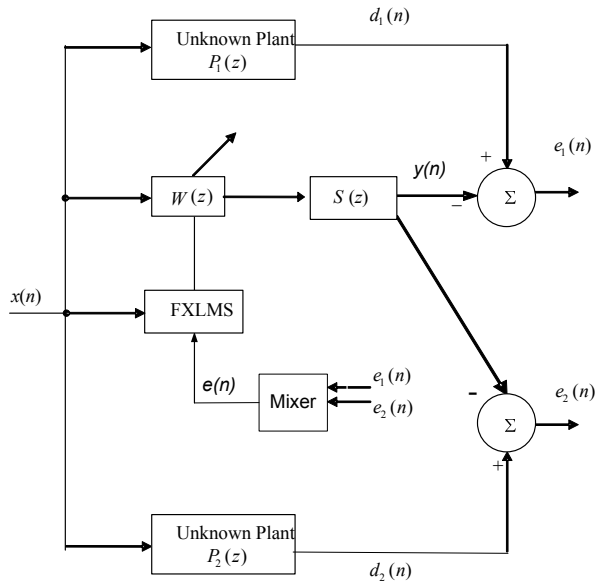 d₁(n)
Unknown Plant
P₁(z)
e₁(n)
+
y(n)
W(z)
S(z)
−
Σ
x(n)
FXLMS
e(n)
e₁(n)
Mixer
e₂(n)
-
e₂(n)
Σ
+
Unknown Plant
P₂(z)
d₂(n)